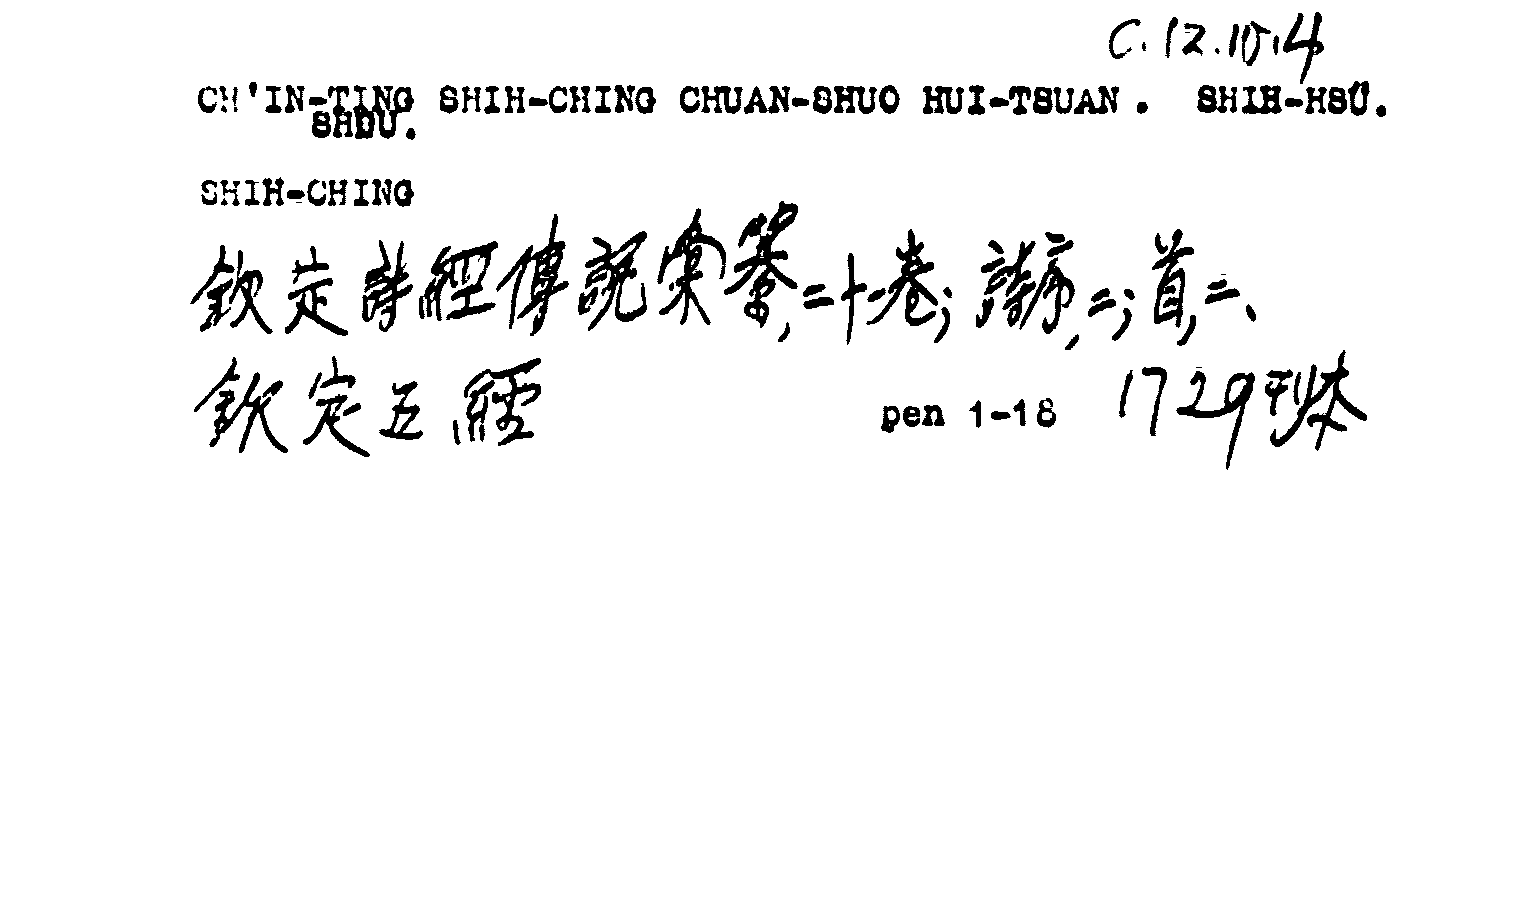 C.12.15.4
CH'IN-TING SHIH-CHING CHUAN-SHUO HUI-TSUAN. SHIH-HSÜ.
SHOU.
SHIH-CHING
欽定詩經傳說彙纂,二十一卷;詩序,二;首,二、
欽定五經 pen 1-18 1729刊本